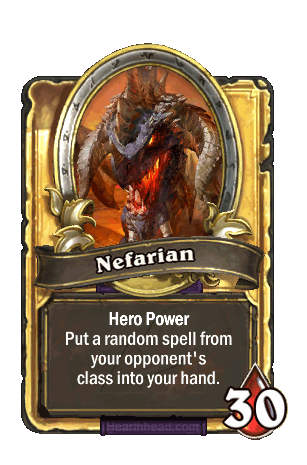 Nefarian
Hero Power
Put a random spell from
your opponent's
class into your hand.
30
Hearthhead.com